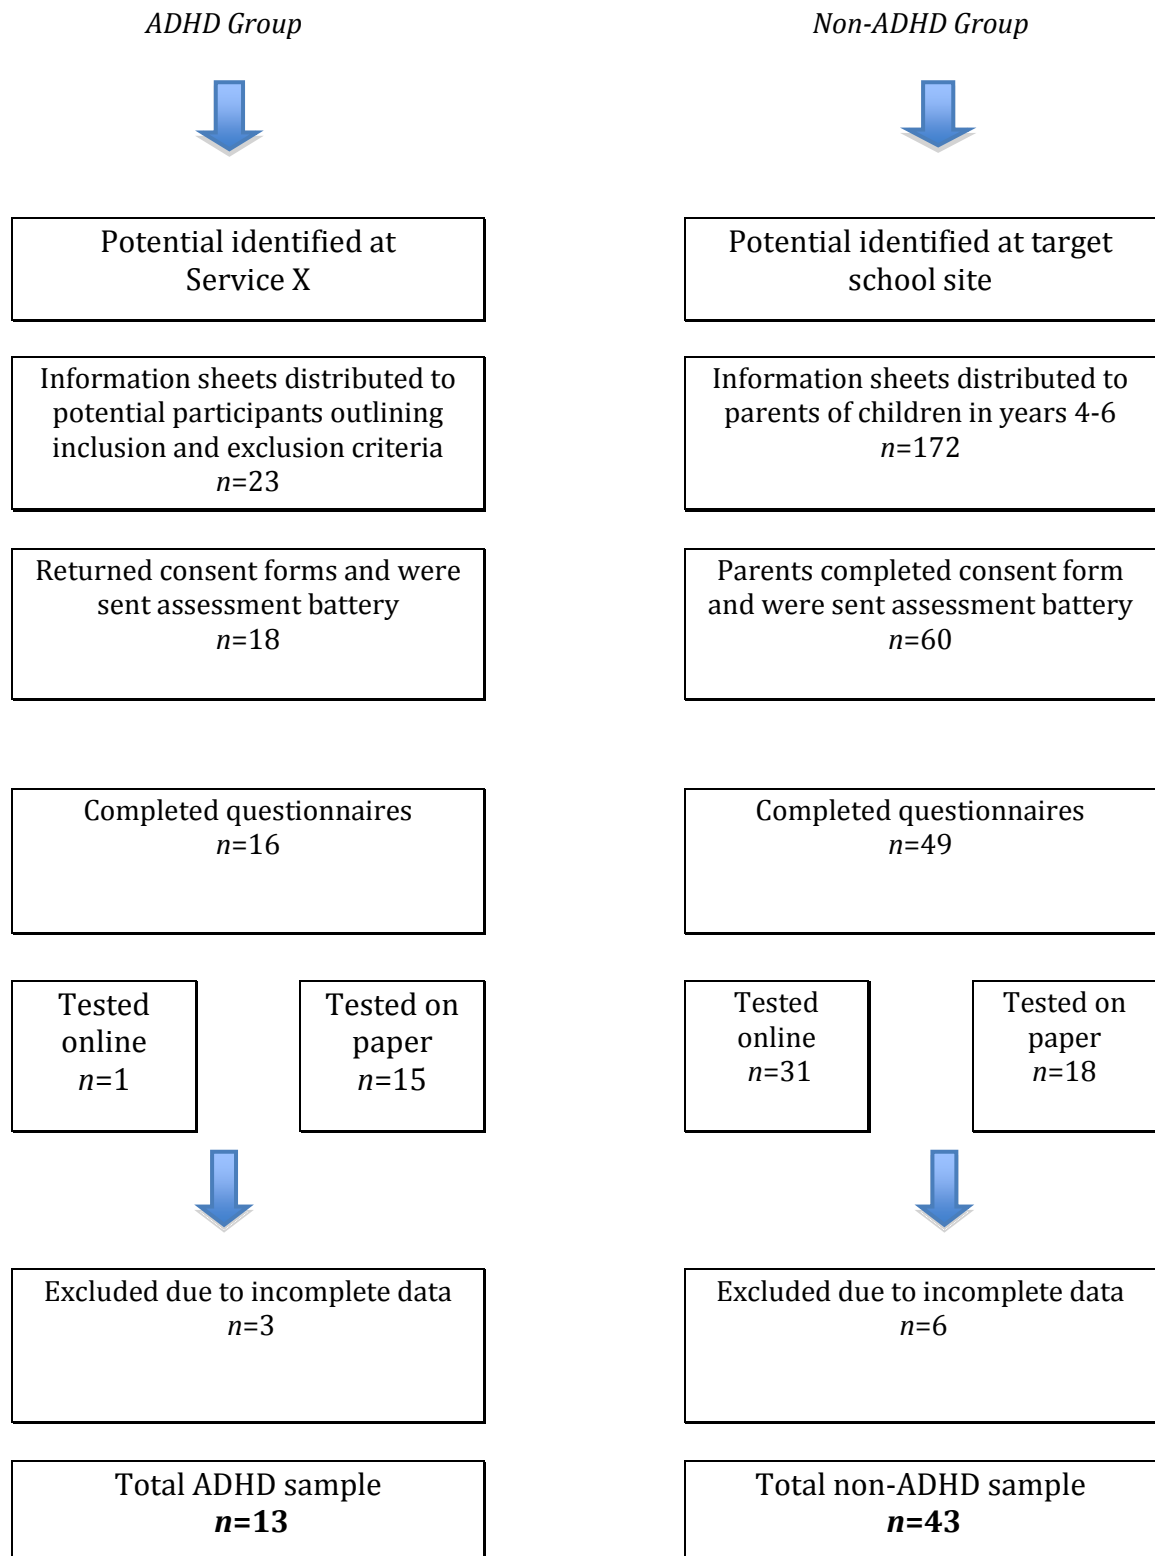 ADHD Group
Non-ADHD Group
Potential identified at
Service X
Potential identified at target
school site
Information sheets distributed to
potential participants outlining
inclusion and exclusion criteria
n=23
Information sheets distributed to
parents of children in years 4-6
n=172
Returned consent forms and were
sent assessment battery
n=18
Parents completed consent form
and were sent assessment battery
n=60
Completed questionnaires
n=16
Completed questionnaires
n=49
Tested
online
n=1
Tested on
paper
n=15
Tested
online
n=31
Tested on
paper
n=18
Excluded due to incomplete data
n=3
Excluded due to incomplete data
n=6
Total ADHD sample
n=13
Total non-ADHD sample
n=43